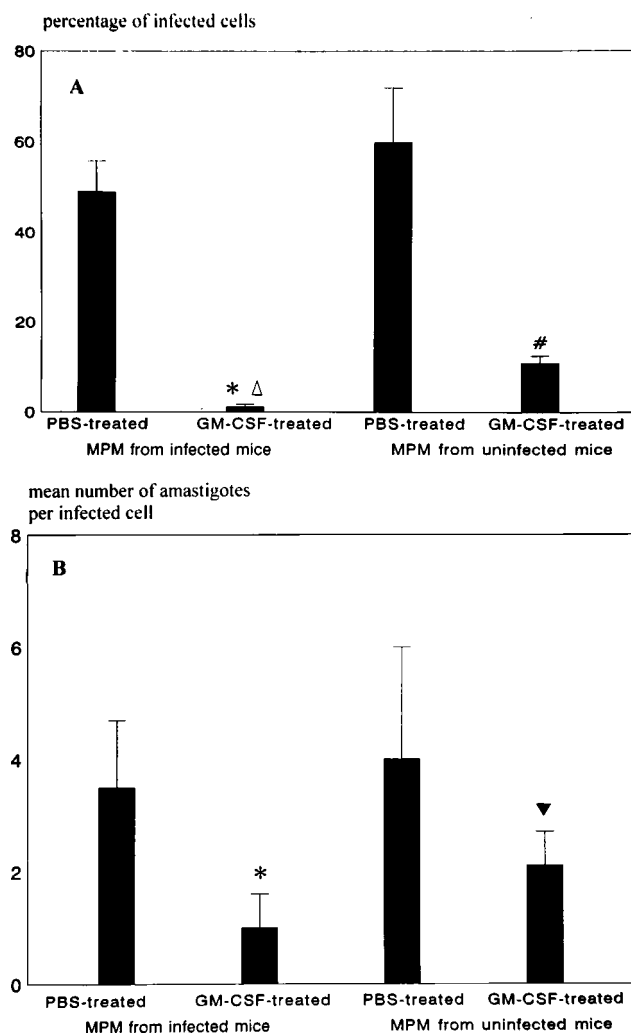 percentage of infected cells
80
A
60
40
20
* Δ
#
0
PBS-treated GM-CSF-treated PBS-treated GM-CSF-treated
MPM from infected mice MPM from uninfected mice
mean number of amastigotes
per infected cell
8
B
6
4
▼
2
*
0
PBS-treated GM-CSF-treated PBS-treated GM-CSF-treated
MPM from infected mice MPM from uninfected mice